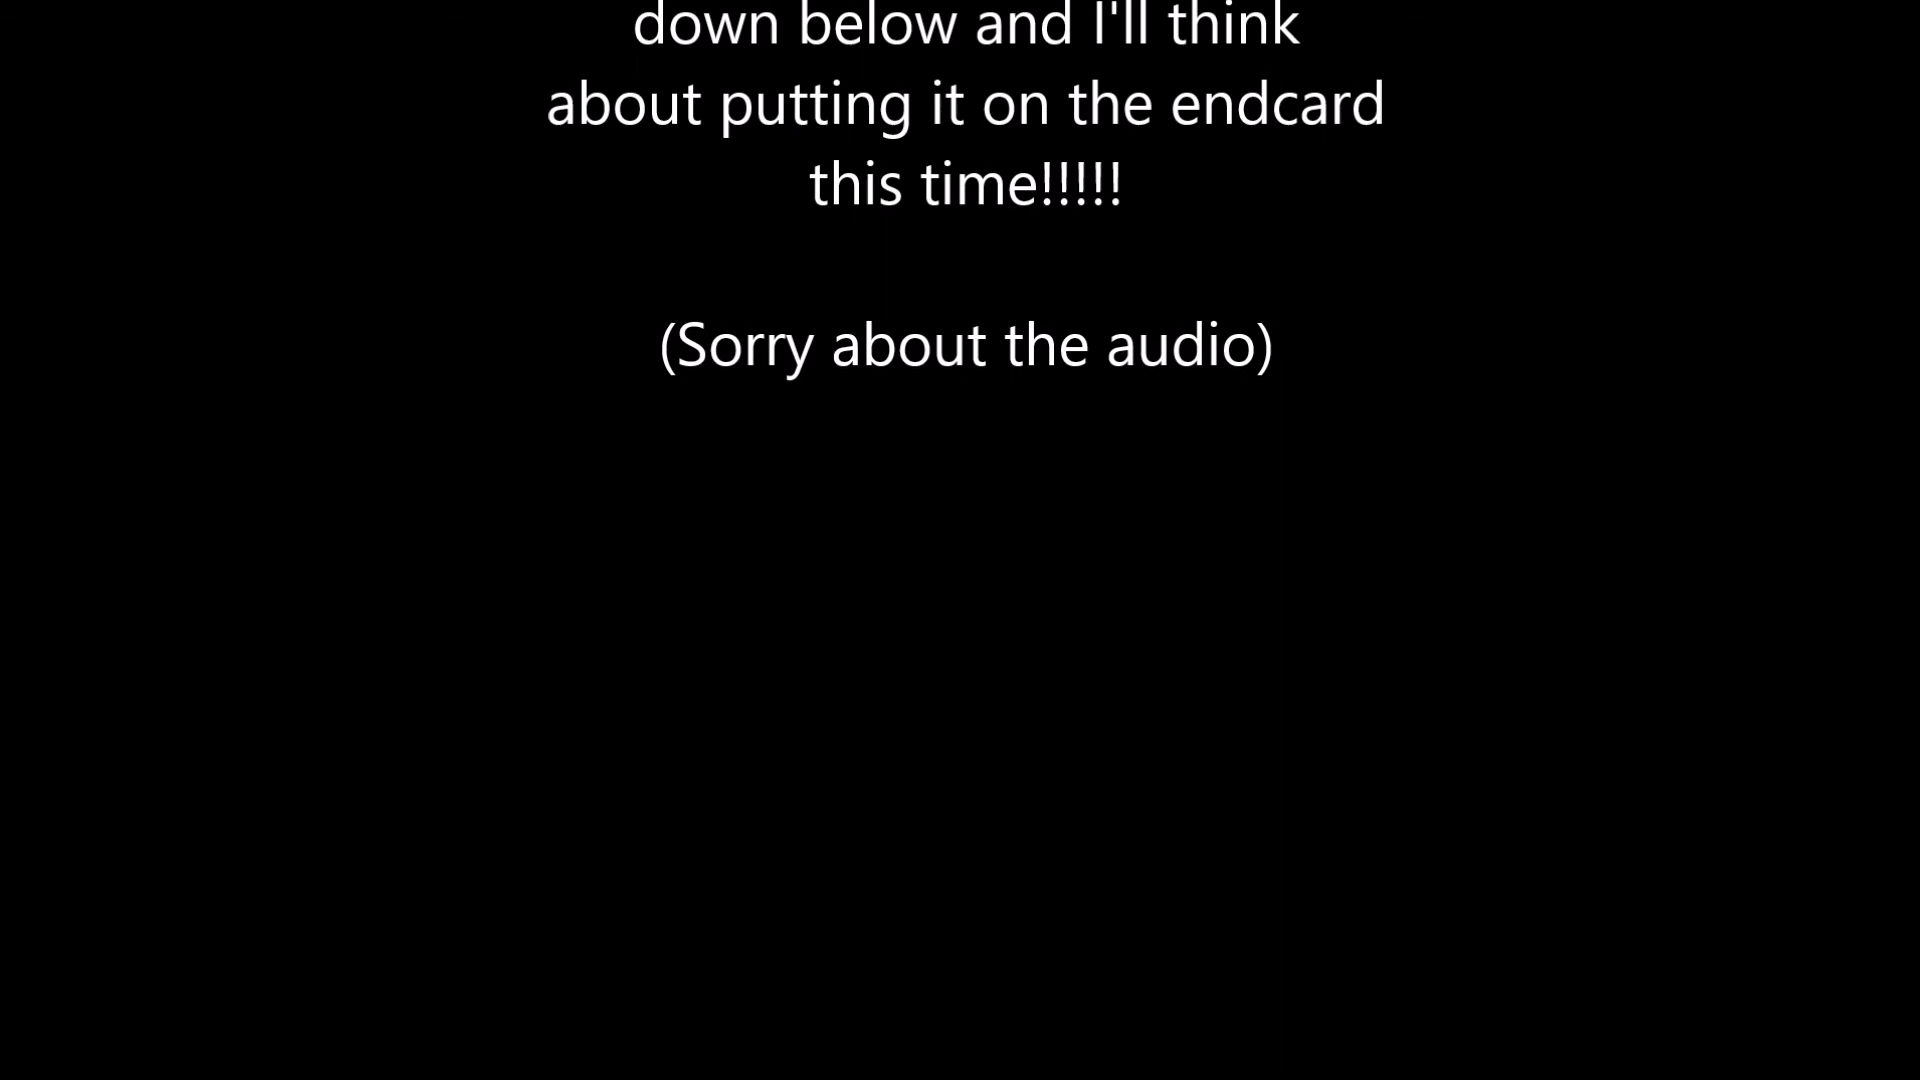 down below and I'll think
about putting it on the endcard
this time!!!!!
(Sorry about the audio)